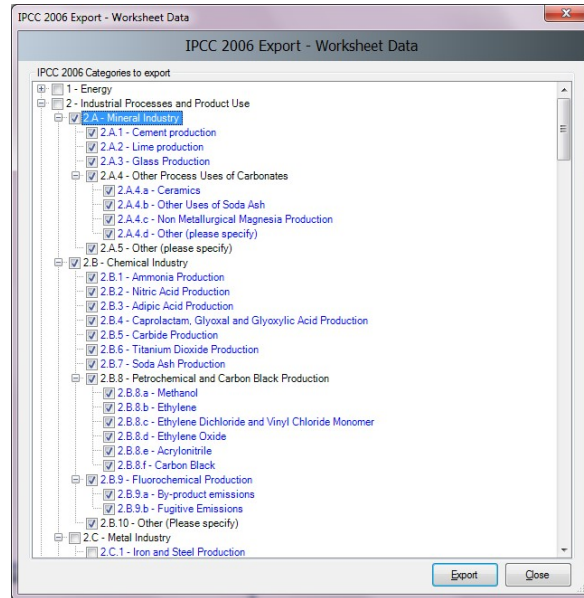 IPCC 2006 Export - Worksheet Data
IPCC 2006 Export - Worksheet Data
IPCC 2006 Categories to export
1 - Energy
2 - Industrial Processes and Product Use
2.A - Mineral Industry
2.A.1 - Cement production
2.A.2 - Lime production
2.A.3 - Glass Production
2.A.4 - Other Process Uses of Carbonates
2.A.4.a - Ceramics
2.A.4.b - Other Uses of Soda Ash
2.A.4.c - Non Metallurgical Magnesia Production
2.A.4.d - Other (please specify)
2.A.5 - Other (please specify)
2.B - Chemical Industry
2.B.1 - Ammonia Production
2.B.2 - Nitric Acid Production
2.B.3 - Adipic Acid Production
2.B.4 - Caprolactam, Glyoxal and Glyoxylic Acid Production
2.B.5 - Carbide Production
2.B.6 - Titanium Dioxide Production
2.B.7 - Soda Ash Production
2.B.8 - Petrochemical and Carbon Black Production
2.B.8.a - Methanol
2.B.8.b - Ethylene
2.B.8.c - Ethylene Dichloride and Vinyl Chloride Monomer
2.B.8.d - Ethylene Oxide
2.B.8.e - Acrylonitrile
2.B.8.f - Carbon Black
2.B.9 - Fluorochemical Production
2.B.9.a - By-product emissions
2.B.9.b - Fugitive Emissions
2.B.10 - Other (Please specify)
2.C - Metal Industry
2.C.1 - Iron and Steel Production
Export Close